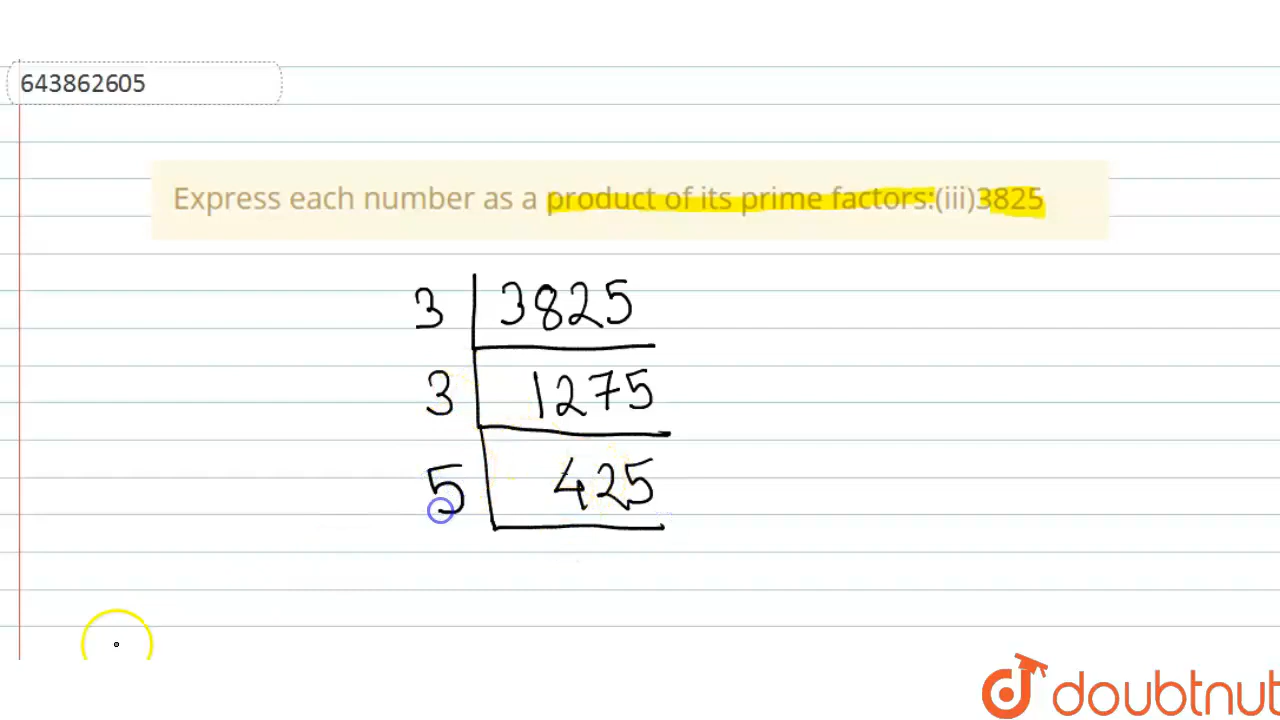 643862605
Express each number as a product of its prime factors:(iii)3825
3 3825
3 1275
5 425
doubtnut